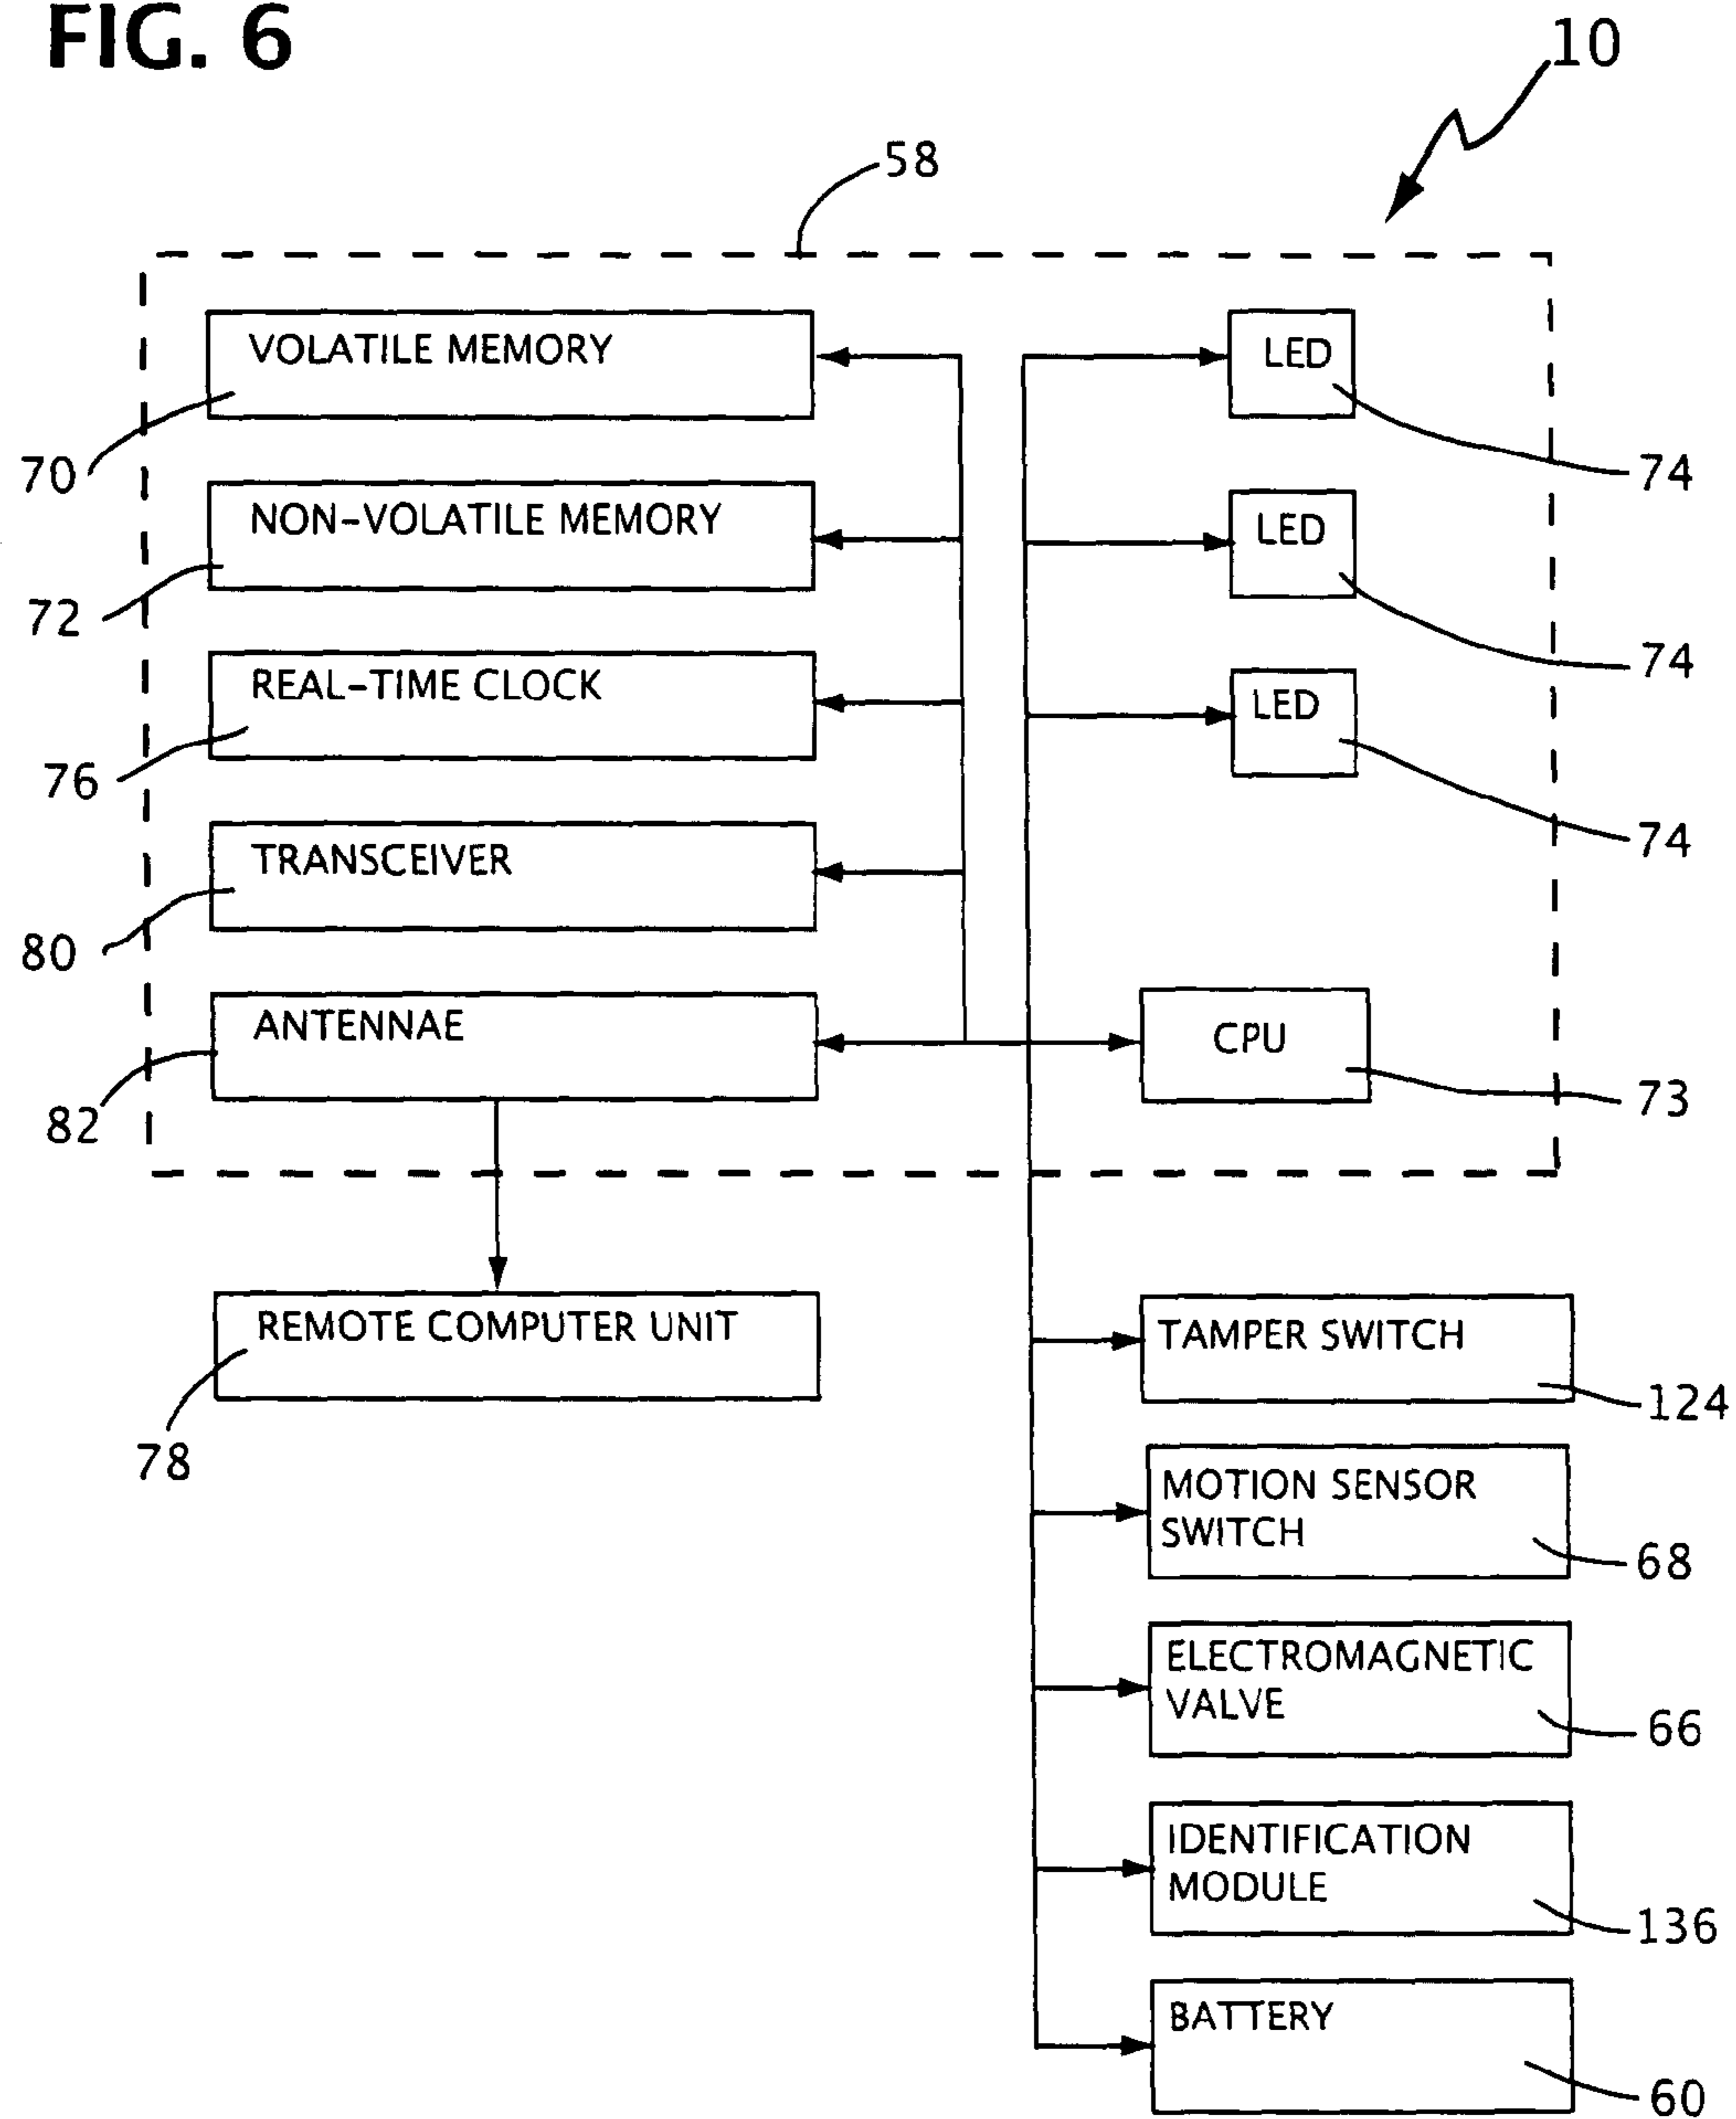 FIG. 6
10
58
VOLATILE MEMORY
LED
70
74
NON-VOLATILE MEMORY
LED
72
74
REAL-TIME CLOCK
LED
76
74
TRANSCEIVER
80
ANTENNAE
CPU
82
73
REMOTE COMPUTER UNIT
78
TAMPER SWITCH
124
MOTION SENSOR
SWITCH
68
ELECTROMAGNETIC
VALVE
66
IDENTIFICATION
MODULE
136
BATTERY
60